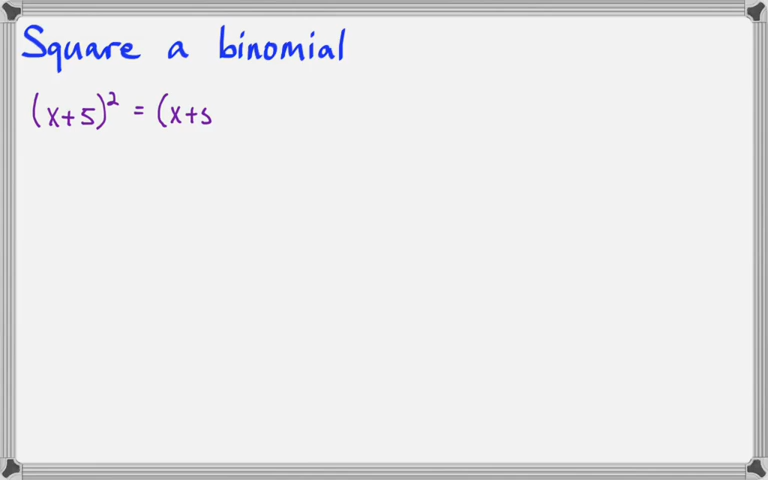 Square a binomial
(x+5)² = (x+5